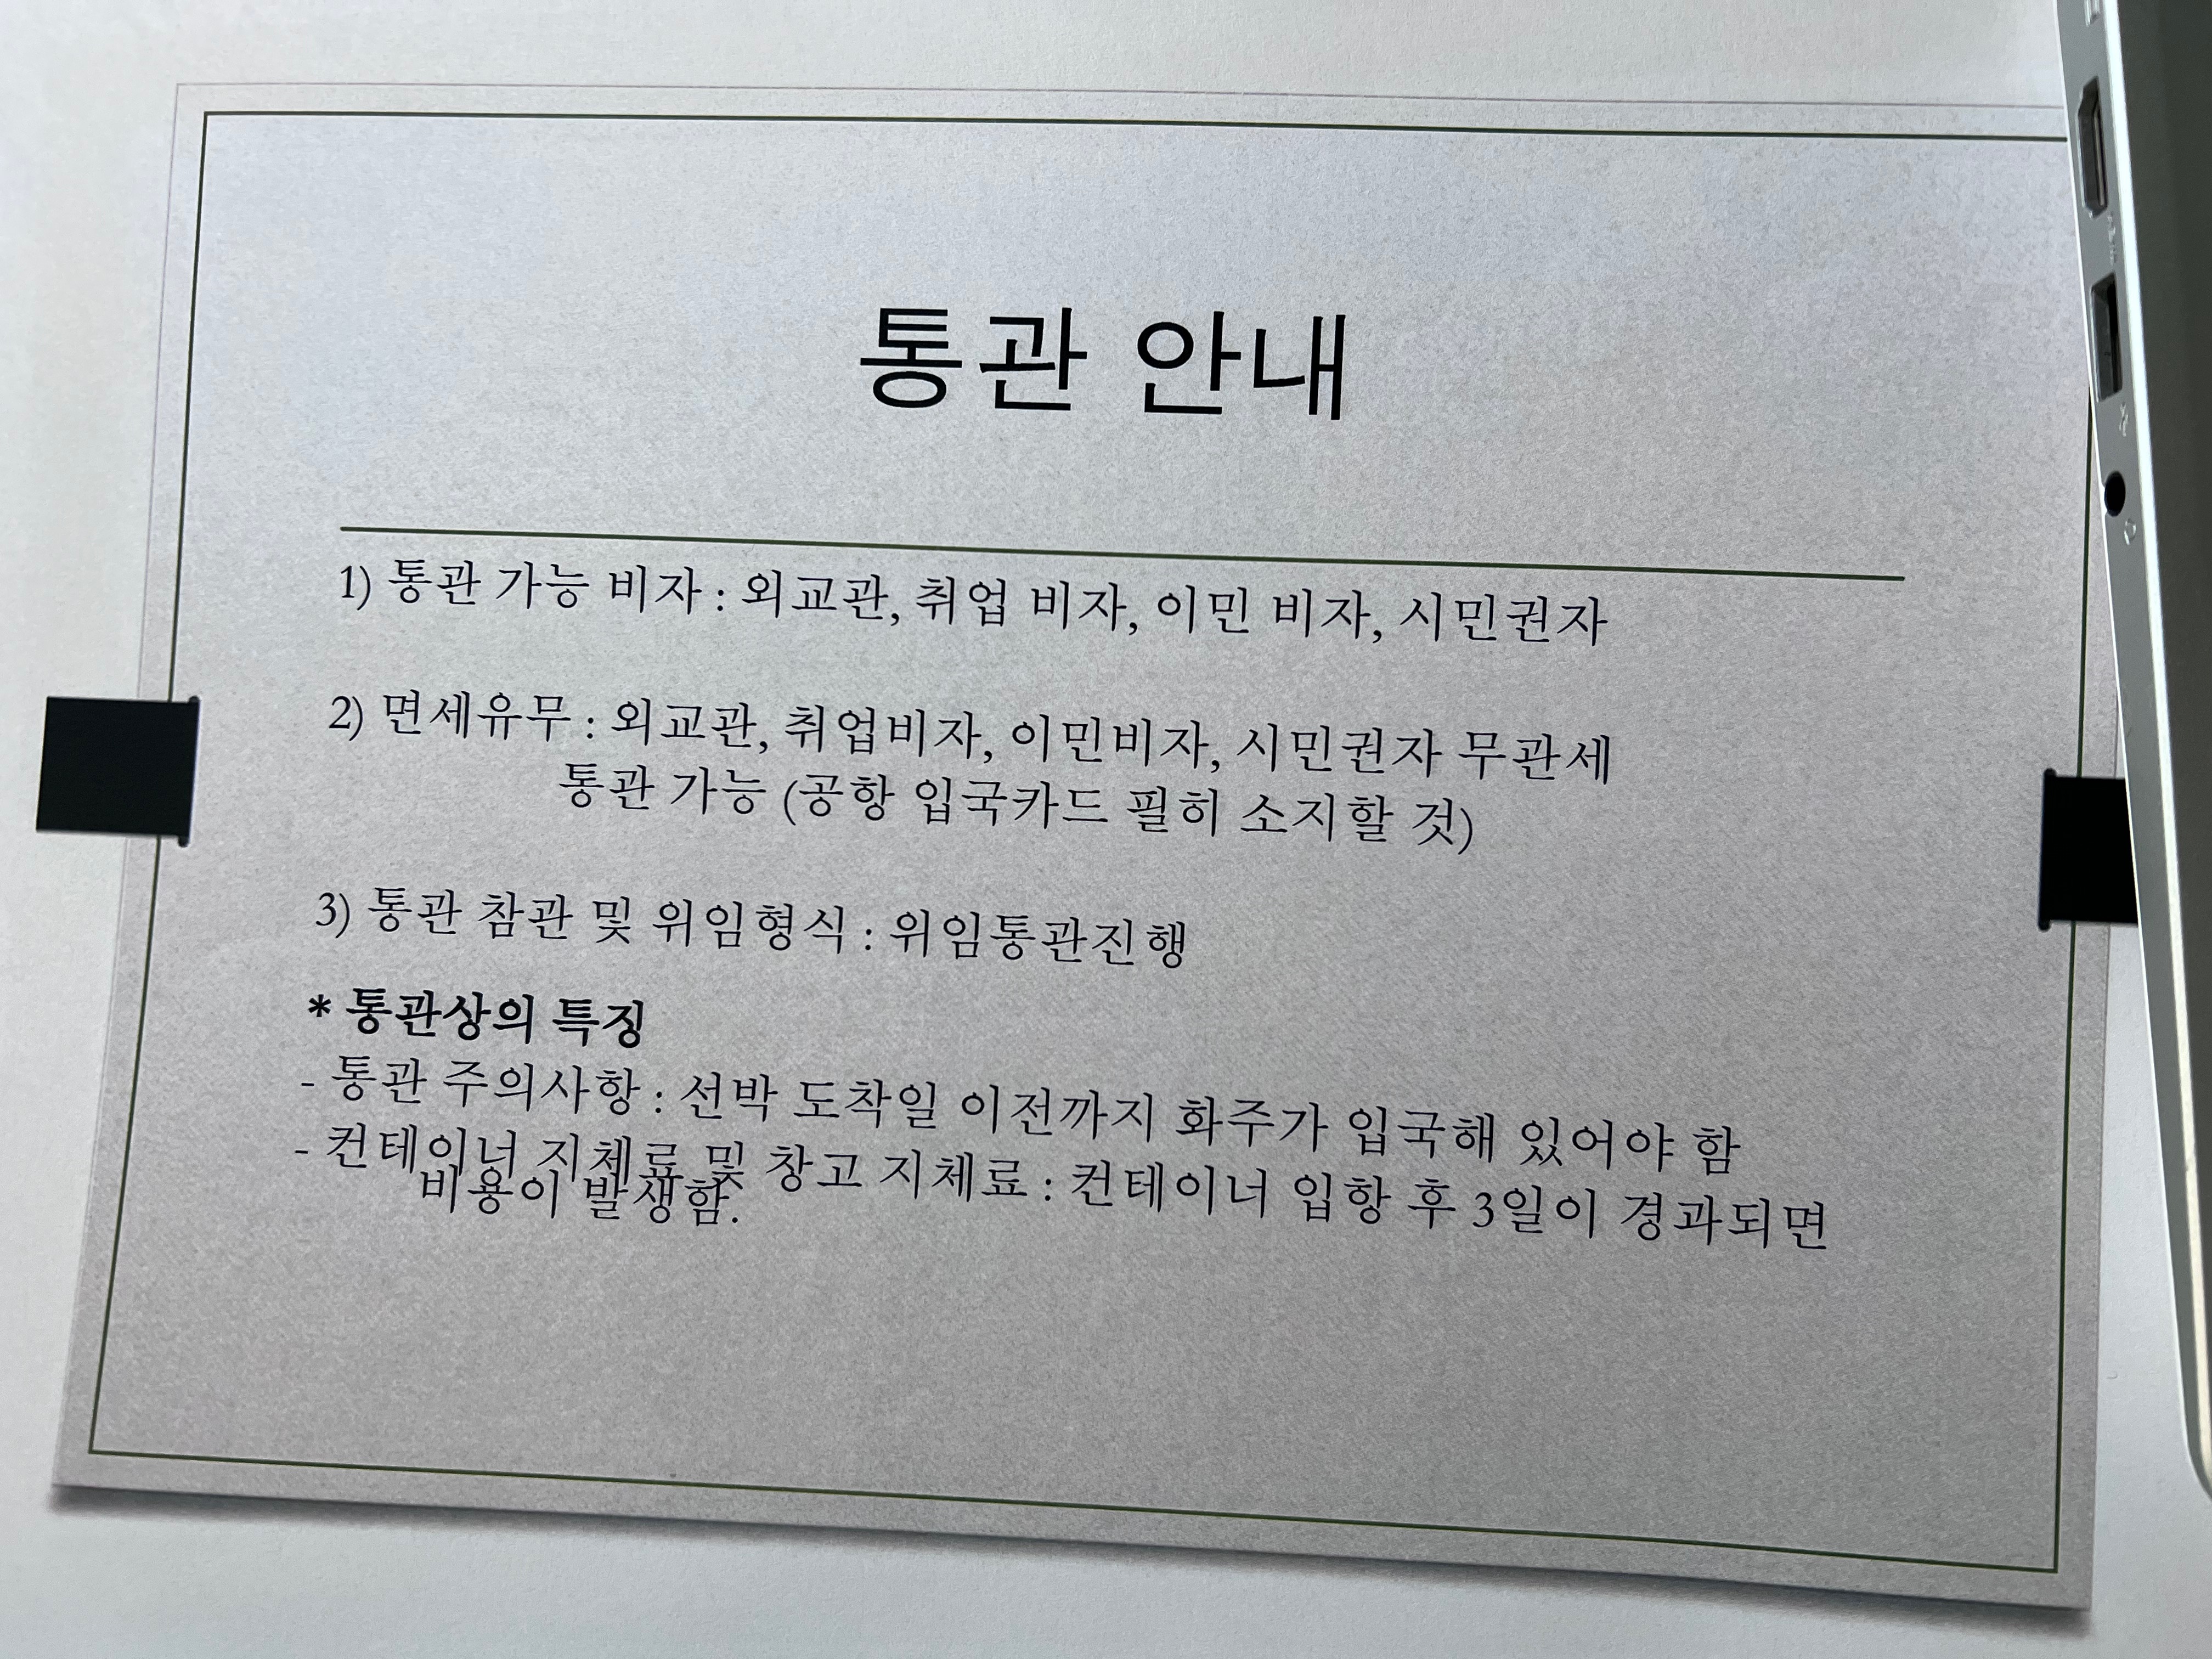 통관 안내
1) 통관 가능 비자 : 외교관, 취업 비자, 이민 비자, 시민권자
2) 면세유무 : 외교관, 취업비자, 이민비자, 시민권자 무관세
통관 가능 (공항 입국카드 필히 소지할 것)
3) 통관 참관 및 위임형식 : 위임통관진행
* 통관상의 특징
- 통관 주의사항 : 선박 도착일 이전까지 화주가 입국해 있어야 함
- 컨테이너 지체료 및 창고 지체료 : 컨테이너 입항 후 3일이 경과되면
비용이 발생함.